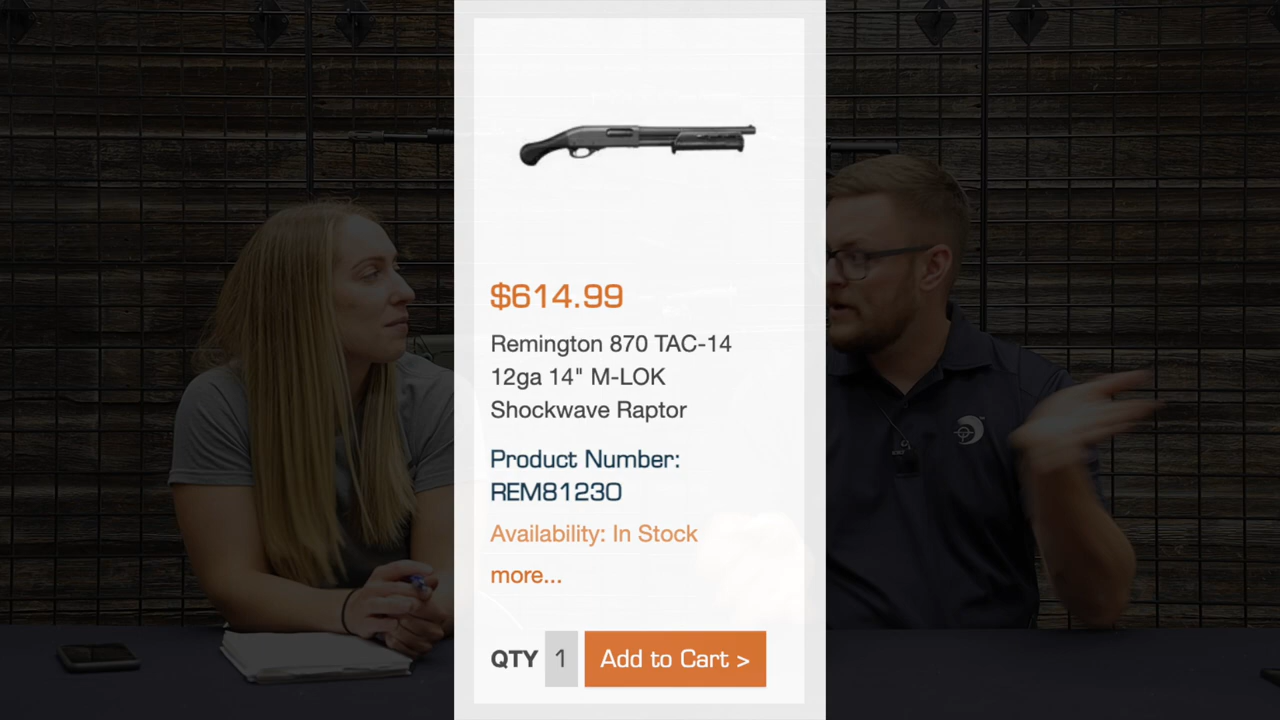 $614.99
Remington 870 TAC-14
12ga 14" M-LOK
Shockwave Raptor
Product Number:
REM81230
Availability: In Stock
more...
QTY 1 Add to Cart >